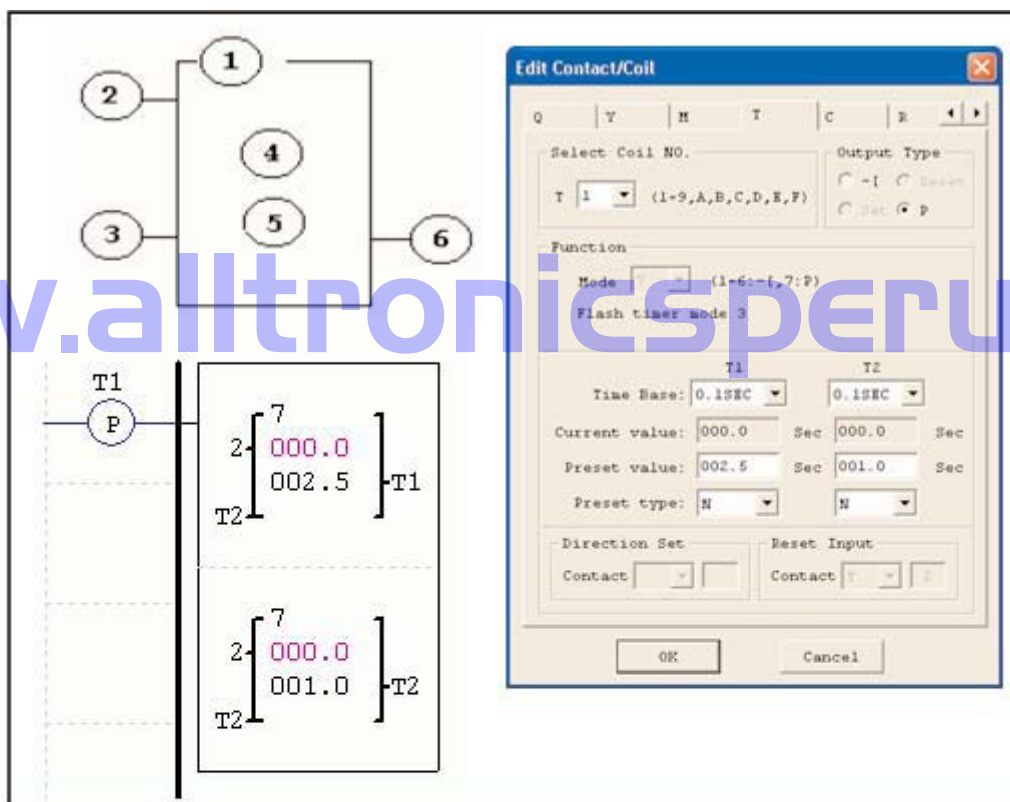 1
2
3
4
5
6
Edit Contact/Coil
Q Y M T C R
Select Coil NO.
T 1 (1-9,A,B,C,D,E,F)
Output Type
-[ Reset
Set P
Function
Mode 7 (1-6:-[,7:P)
Flash timer mode 3
T1 T2
Time Base: 0.1SEC 0.1SEC
Current value: 000.0 Sec 000.0 Sec
Preset value: 002.5 Sec 001.0 Sec
Preset type: N N
Direction Set
Contact
Reset Input
Contact T 2
OK Cancel
T1
P
7
2 000.0
002.5 T1
T2
7
2 000.0
001.0 T2
T2
w.alltronicsperu